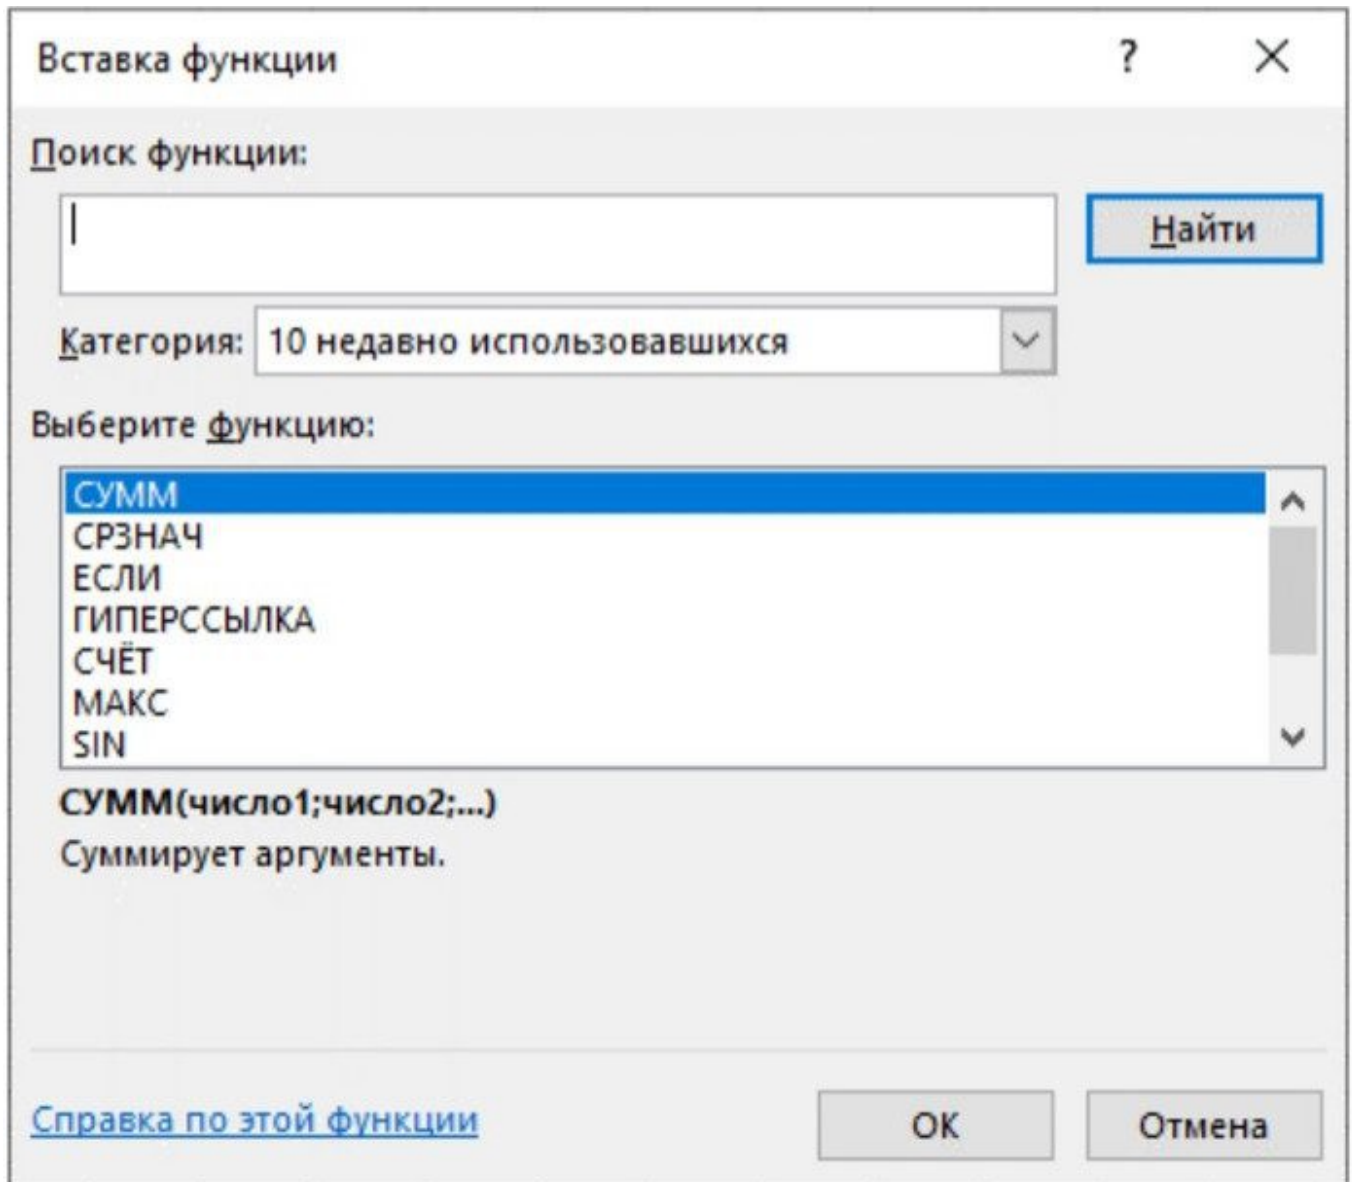 Вставка функции
?
Поиск функции:
Найти
Категория: 10 недавно использовавшихся
Выберите функцию:
СУММ
СРЗНАЧ
ЕСЛИ
ГИПЕРССЫЛКА
СЧЁТ
МАКС
SIN
СУММ(число1;число2;...)
Суммирует аргументы.
Справка по этой функции
ОК
Отмена